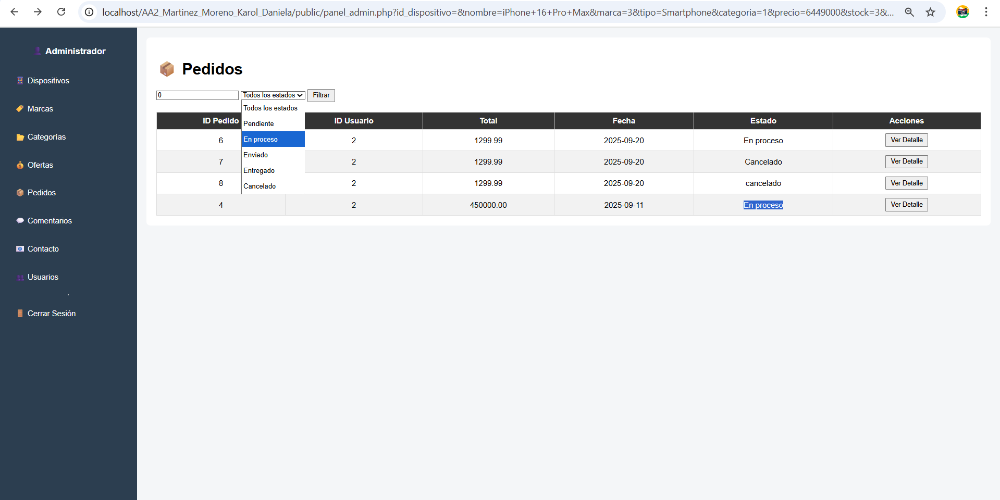 localhost/AA2_Martinez_Moreno_Karol_Daniela/public/panel_admin.php?id_dispositivo=&nombre=iPhone+16+Pro+Max&marca=3&tipo=Smartphone&categoria=1&precio=6449000&stock=3&...
Administrador
Dispositivos
Marcas
Categorías
Ofertas
Pedidos
Comentarios
Contacto
Usuarios
.
Cerrar Sesión
Pedidos
0 Todos los estados Filtrar
Todos los estados
Pendiente
En proceso
Enviado
Entregado
Cancelado
ID Pedido ID Usuario Total Fecha Estado Acciones
6 2 1299.99 2025-09-20 En proceso Ver Detalle
7 2 1299.99 2025-09-20 Cancelado Ver Detalle
8 2 1299.99 2025-09-20 cancelado Ver Detalle
4 2 450000.00 2025-09-11 En proceso Ver Detalle